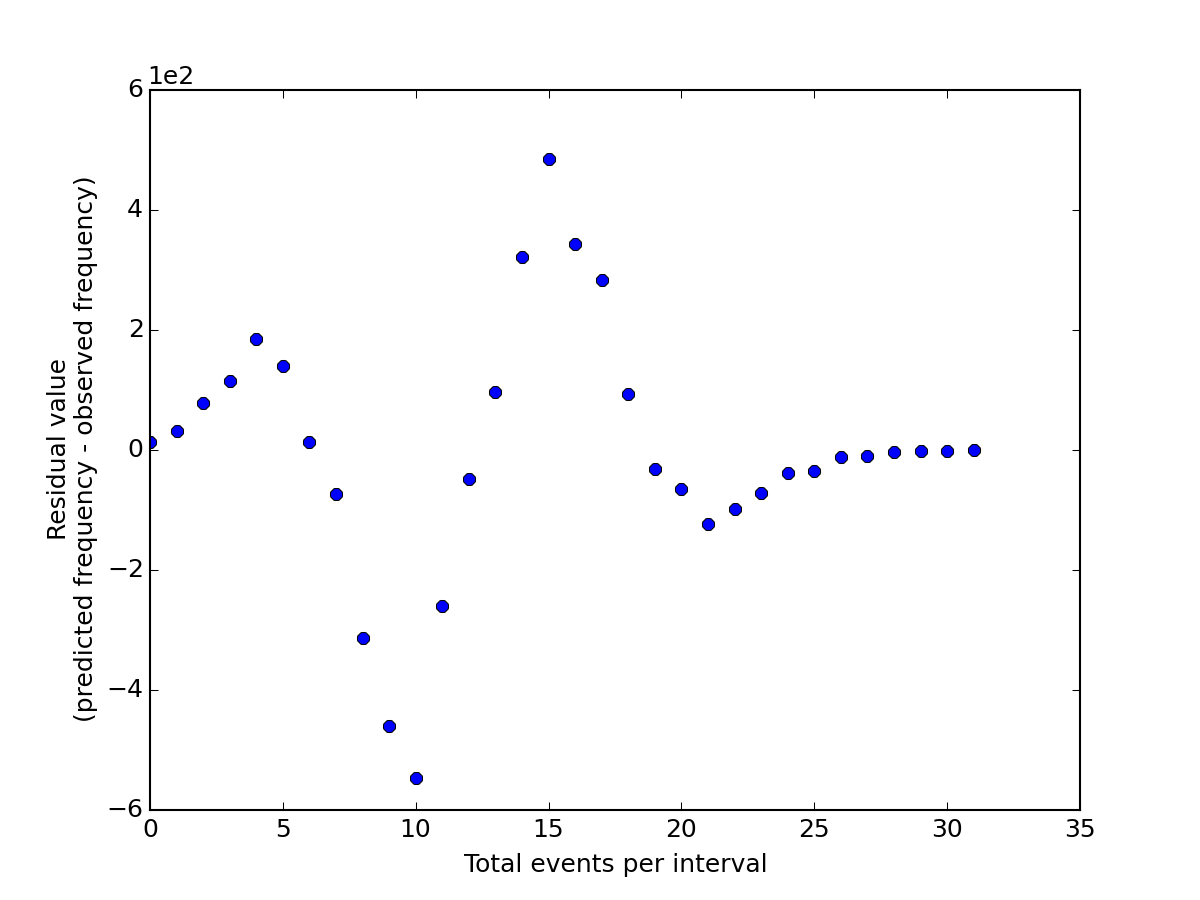 1e2
6
4
2
0
−2
−4
−6
Residual value
(predicted frequency - observed frequency)
0 5 10 15 20 25 30 35
Total events per interval